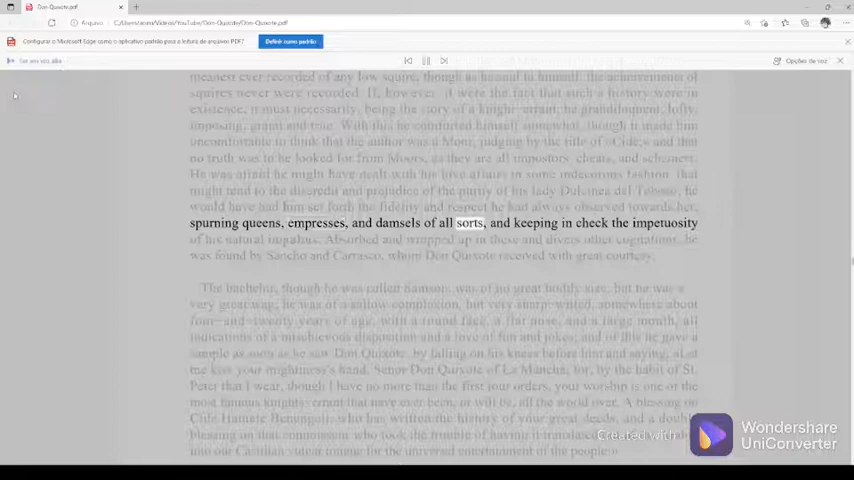 Don-Quixote.pdf
Arquivo C:/Users/
/Videos/YouTube/Don-Quixote/Don-Quixote.pdf
Configurar o Microsoft Edge como o aplicativo padrão para a leitura de arquivos PDF? Definir como padrão
Ler em voz alta Opções de voz
meanest ever recorded of any low squire, though as he said to himself, the achievements of
squires never were recorded. If, however, it were the fact that such a history were in
existence, it must necessarily, being the story of a knight-errant, be grandiloquent, lofty,
imposing, grand and true. With this he comforted himself somewhat, though it made him
uncomfortable to think that the author was a Moor, judging by the title of «Cide;» and that
no truth was to be looked for from Moors, as they are all impostors, cheats, and schemers.
He was afraid he might have dealt with his love affairs in some indecorous fashion, that
might tend to the discredit and prejudice of the purity of his lady Dulcinea del Toboso; he
would have had him set forth the fidelity and respect he had always observed towards her,
spurning queens, empresses, and damsels of all sorts, and keeping in check the impetuosity
of his natural impulses. Absorbed and wrapped up in these and divers other cogitations, he
was found by Sancho and Carrasco, whom Don Quixote received with great courtesy.
The bachelor, though he was called Samson, was of no great bodily size, but he was a
very great wag; he was of a sallow complexion, but very sharp-witted, somewhere about
four-and-twenty years of age, with a round face, a flat nose, and a large mouth, all
indications of a mischievous disposition and a love of fun and jokes; and of this he gave a
sample as soon as he saw Don Quixote, by falling on his knees before him and saying, «Let
me kiss your mightiness's hand, Senor Don Quixote of La Mancha, for, by the habit of St.
Peter that I wear, though I have no more than the first four orders, your worship is one of the
most famous knights-errant that have ever been, or will be, all the world over. A blessing on
Cide Hamete Benengeli, who has written the history of your great deeds, and a double
blessing on that connoisseur who took the trouble of having it translated
into our Castilian vulgar tongue for the universal entertainment of the people!»
Created with Wondershare
UniConverter